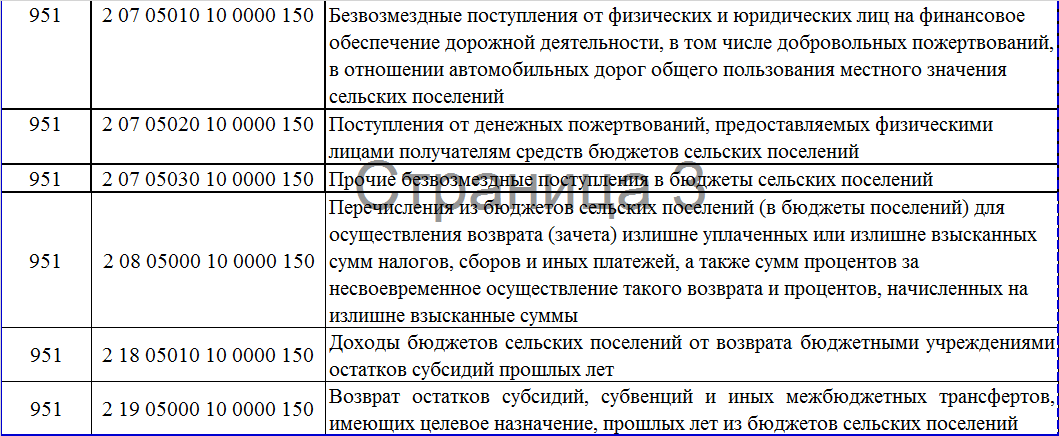 951 2 07 05010 10 0000 150 Безвозмездные поступления от физических и юридических лиц на финансовое
обеспечение дорожной деятельности, в том числе добровольных пожертвований,
в отношении автомобильных дорог общего пользования местного значения
сельских поселений
951 2 07 05020 10 0000 150 Поступления от денежных пожертвований, предоставляемых физическими
лицами получателям средств бюджетов сельских поселений
951 2 07 05030 10 0000 150 Прочие безвозмездные поступления в бюджеты сельских поселений
Страница 3
Перечисления из бюджетов сельских поселений (в бюджеты поселений) для
осуществления возврата (зачета) излишне уплаченных или излишне взысканных
951 2 08 05000 10 0000 150 сумм налогов, сборов и иных платежей, а также сумм процентов за
несвоевременное осуществление такого возврата и процентов, начисленных на
излишне взысканные суммы
951 2 18 05010 10 0000 150 Доходы бюджетов сельских поселений от возврата бюджетными учреждениями
остатков субсидий прошлых лет
951 2 19 05000 10 0000 150 Возврат остатков субсидий, субвенций и иных межбюджетных трансфертов,
имеющих целевое назначение, прошлых лет из бюджетов сельских поселений